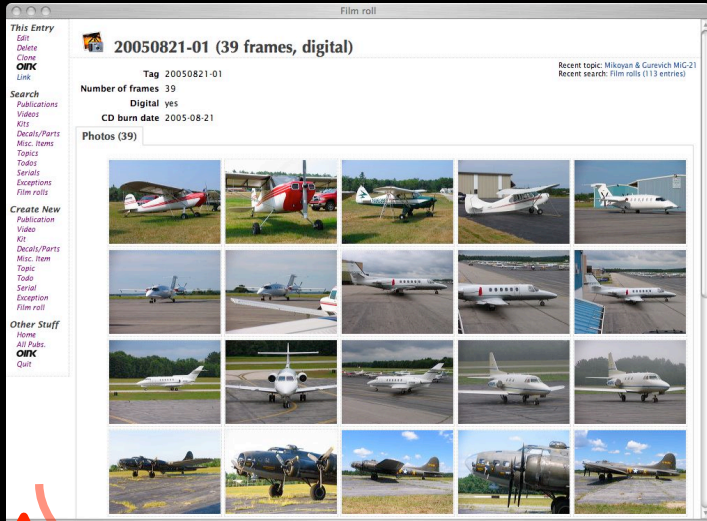 Film roll
This Entry
Edit
Delete
Clone
OINK
Link
Search
Publications
Videos
Kits
Decals/Parts
Misc. Items
Topics
Todos
Serials
Exceptions
Film rolls
Create New
Publication
Video
Kit
Decals/Parts
Misc. Item
Topic
Todo
Serial
Exception
Film roll
Other Stuff
Home
All Pubs.
OINK
Quit
20050821-01 (39 frames, digital)
Recent topic: Mikoyan & Gurevich MiG-21
Recent search: Film rolls (113 entries)
Tag 20050821-01
Number of frames 39
Digital yes
CD burn date 2005-08-21
Photos (39)